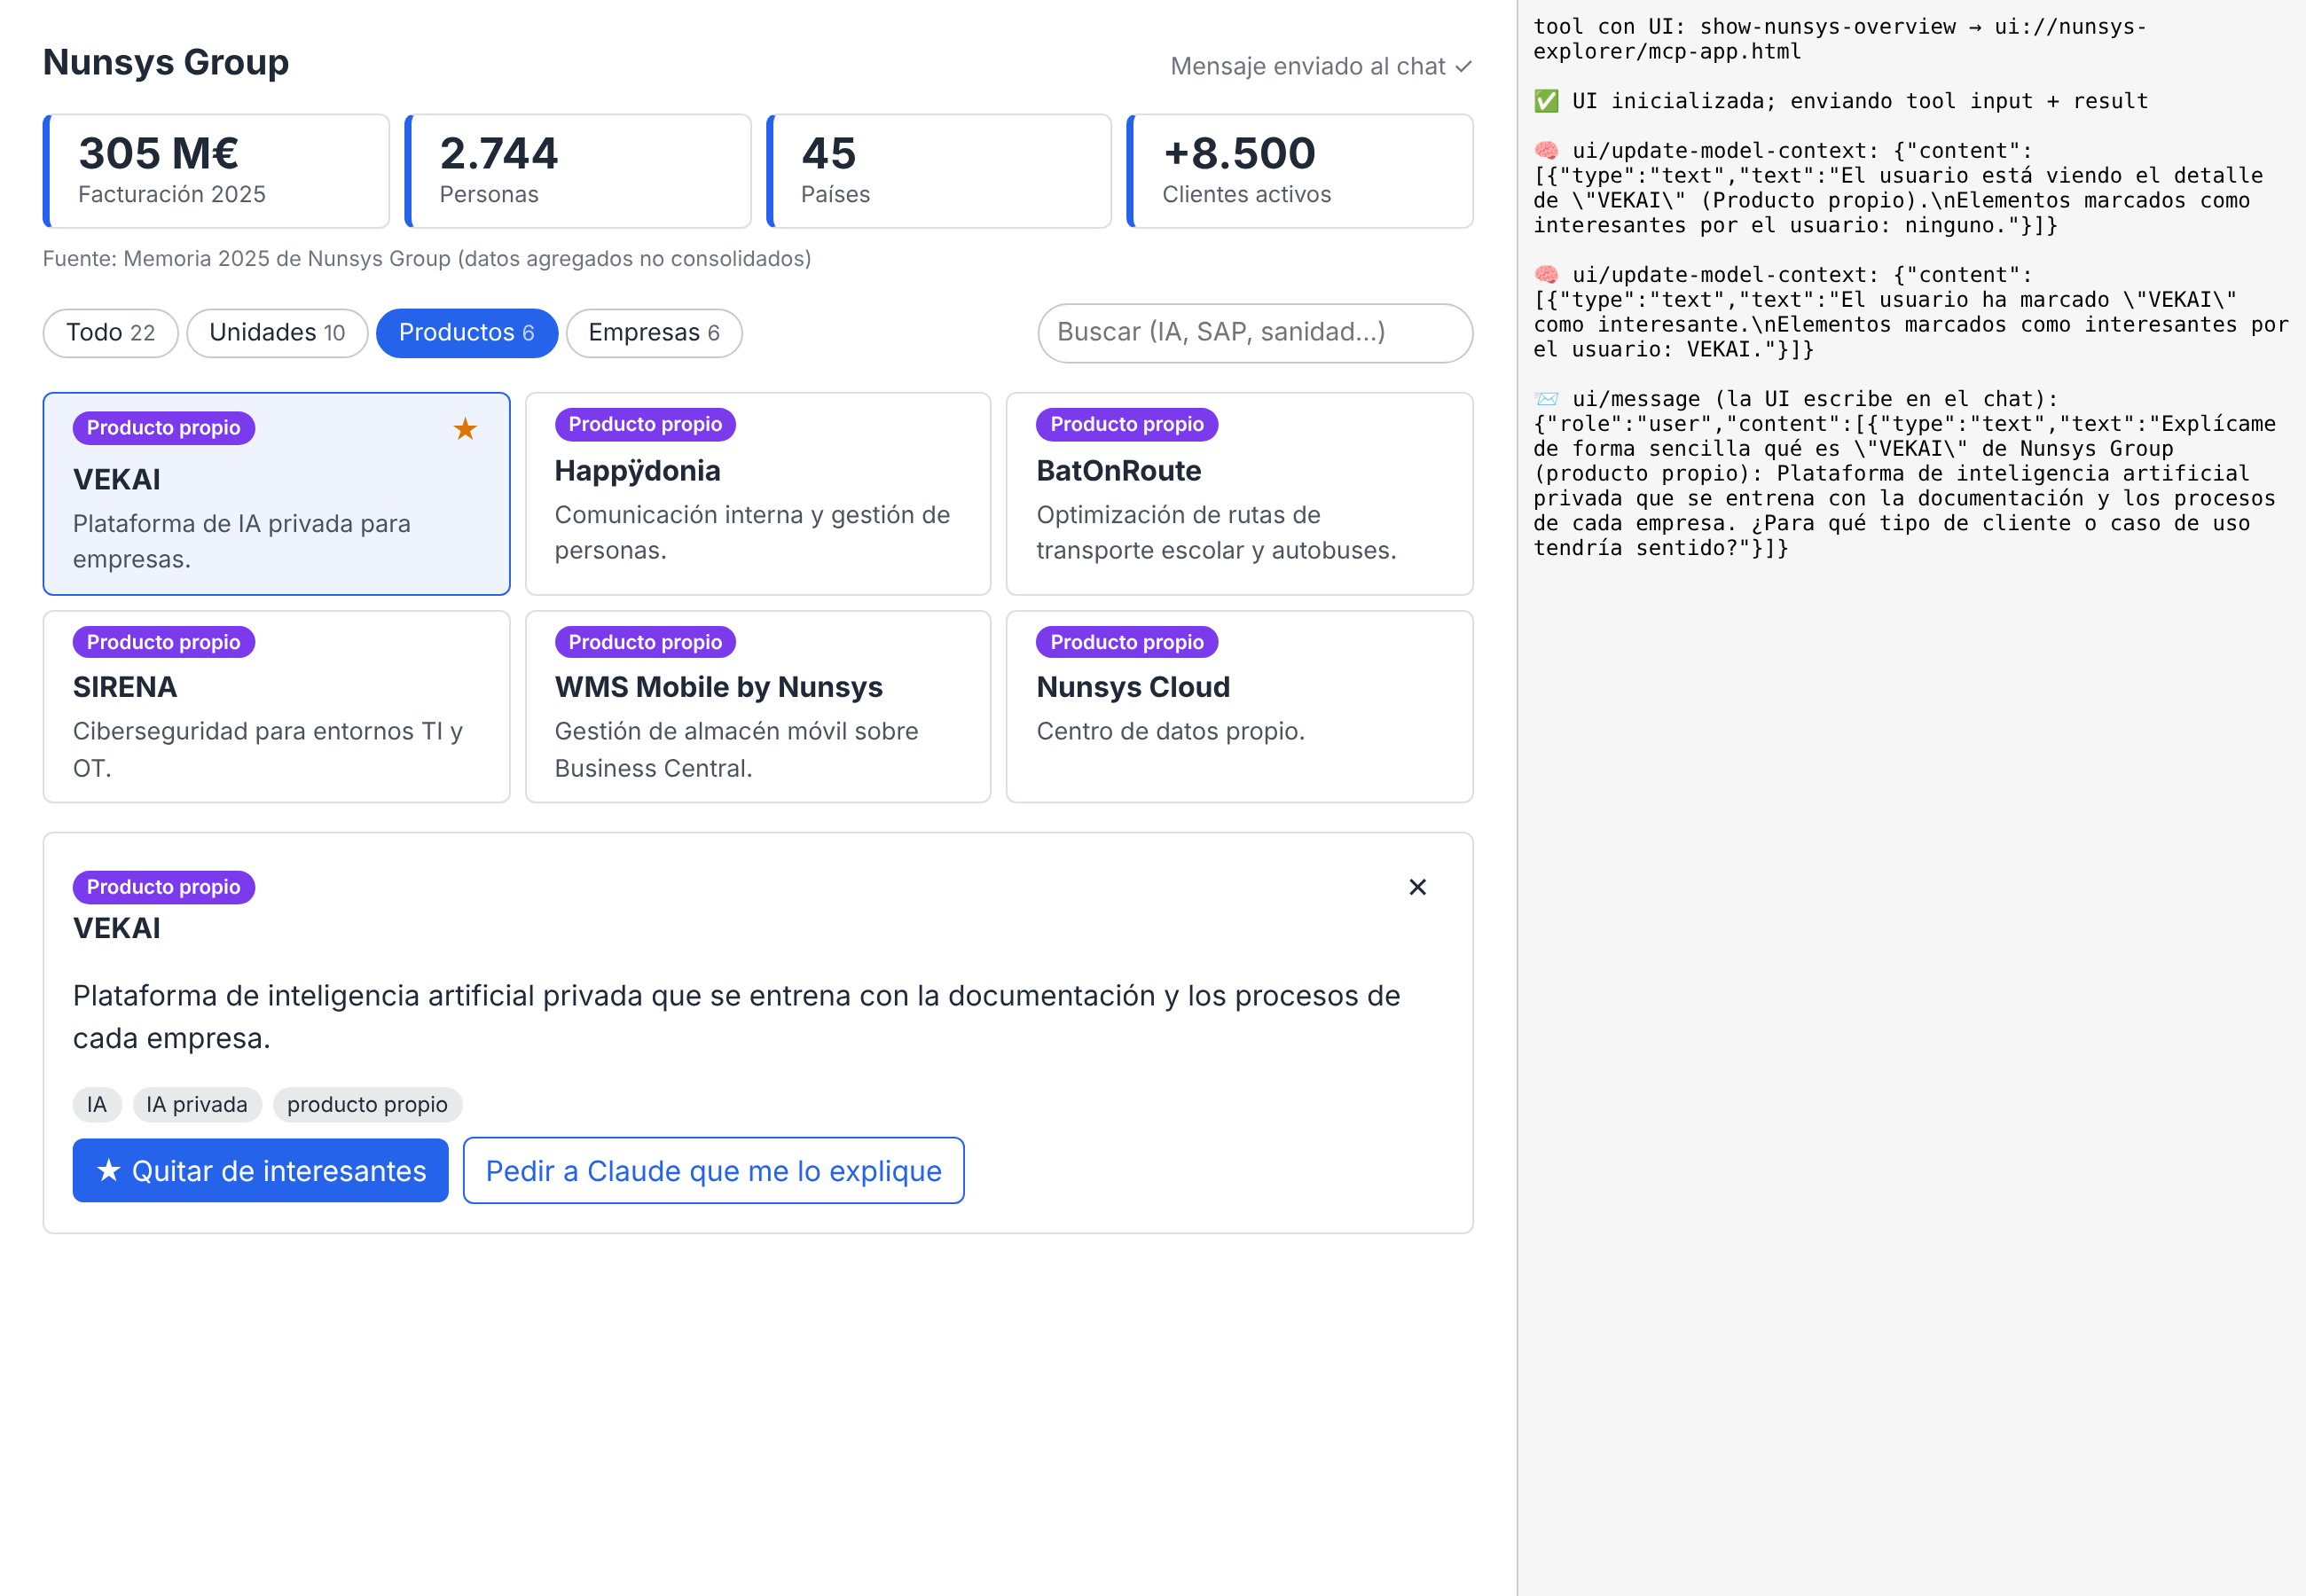 Nunsys Group
Mensaje enviado al chat ✓
305 M€
Facturación 2025
2.744
Personas
45
Países
+8.500
Clientes activos
Fuente: Memoria 2025 de Nunsys Group (datos agregados no consolidados)
Todo 22
Unidades 10
Productos 6
Empresas 6
Buscar (IA, SAP, sanidad...)
Producto propio
★
VEKAI
Plataforma de IA privada para
empresas.
Producto propio
Happÿdonia
Comunicación interna y gestión de
personas.
Producto propio
BatOnRoute
Optimización de rutas de
transporte escolar y autobuses.
Producto propio
SIRENA
Ciberseguridad para entornos TI y
OT.
Producto propio
WMS Mobile by Nunsys
Gestión de almacén móvil sobre
Business Central.
Producto propio
Nunsys Cloud
Centro de datos propio.
Producto propio
✕
VEKAI
Plataforma de inteligencia artificial privada que se entrena con la documentación y los procesos de
cada empresa.
IA
IA privada
producto propio
★ Quitar de interesantes
Pedir a Claude que me lo explique
tool con UI: show-nunsys-overview → ui://nunsys-
explorer/mcp-app.html
✅ UI inicializada; enviando tool input + result
🧠 ui/update-model-context: {"content":
[{"type":"text","text":"El usuario está viendo el detalle
de \"VEKAI\" (Producto propio).\nElementos marcados como
interesantes por el usuario: ninguno."}]}
🧠 ui/update-model-context: {"content":
[{"type":"text","text":"El usuario ha marcado \"VEKAI\"
como interesante.\nElementos marcados como interesantes por
el usuario: VEKAI."}]}
📨 ui/message (la UI escribe en el chat):
{"role":"user","content":[{"type":"text","text":"Explícame
de forma sencilla qué es \"VEKAI\" de Nunsys Group
(producto propio): Plataforma de inteligencia artificial
privada que se entrena con la documentación y los procesos
de cada empresa. ¿Para qué tipo de cliente o caso de uso
tendría sentido?"}]}